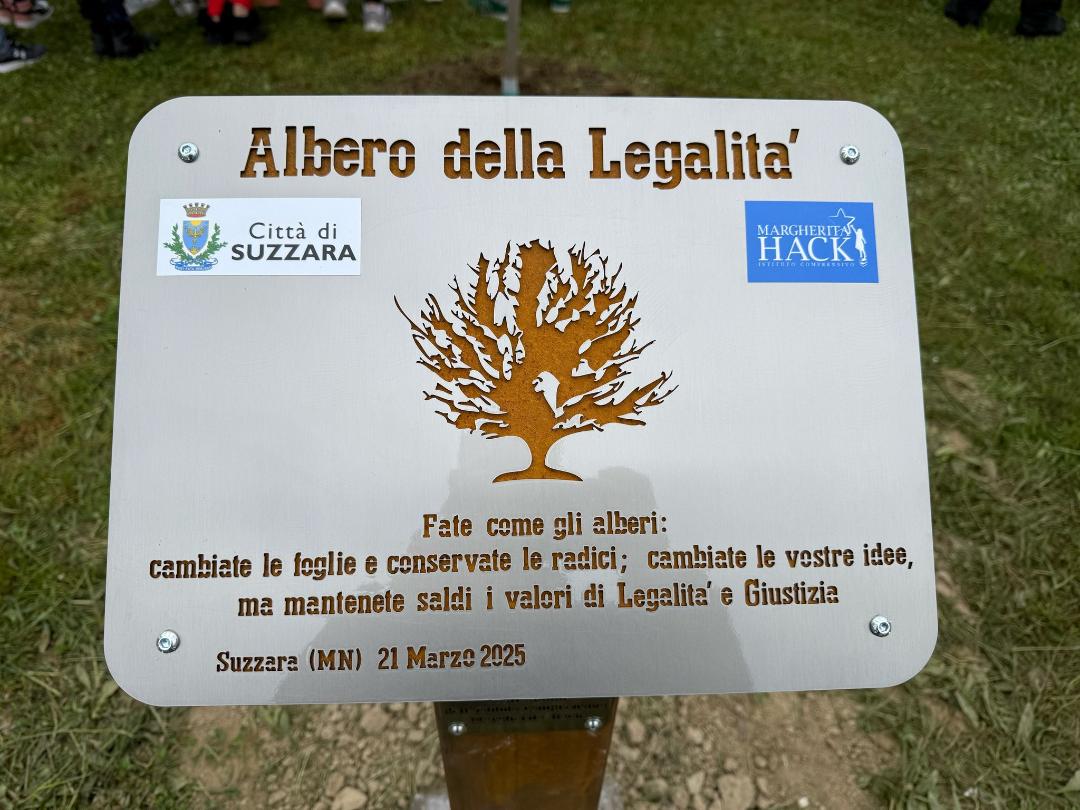 Albero della Legalita'
Città di
SUZZARA
MARGHERITA
HACK
ISTITUTO COMPRENSIVO
Fate come gli alberi:
cambiate le foglie e conservate le radici; cambiate le vostre idee,
ma mantenete saldi i valori di Legalita' e Giustizia
Suzzara (MN) 21 Marzo 2025